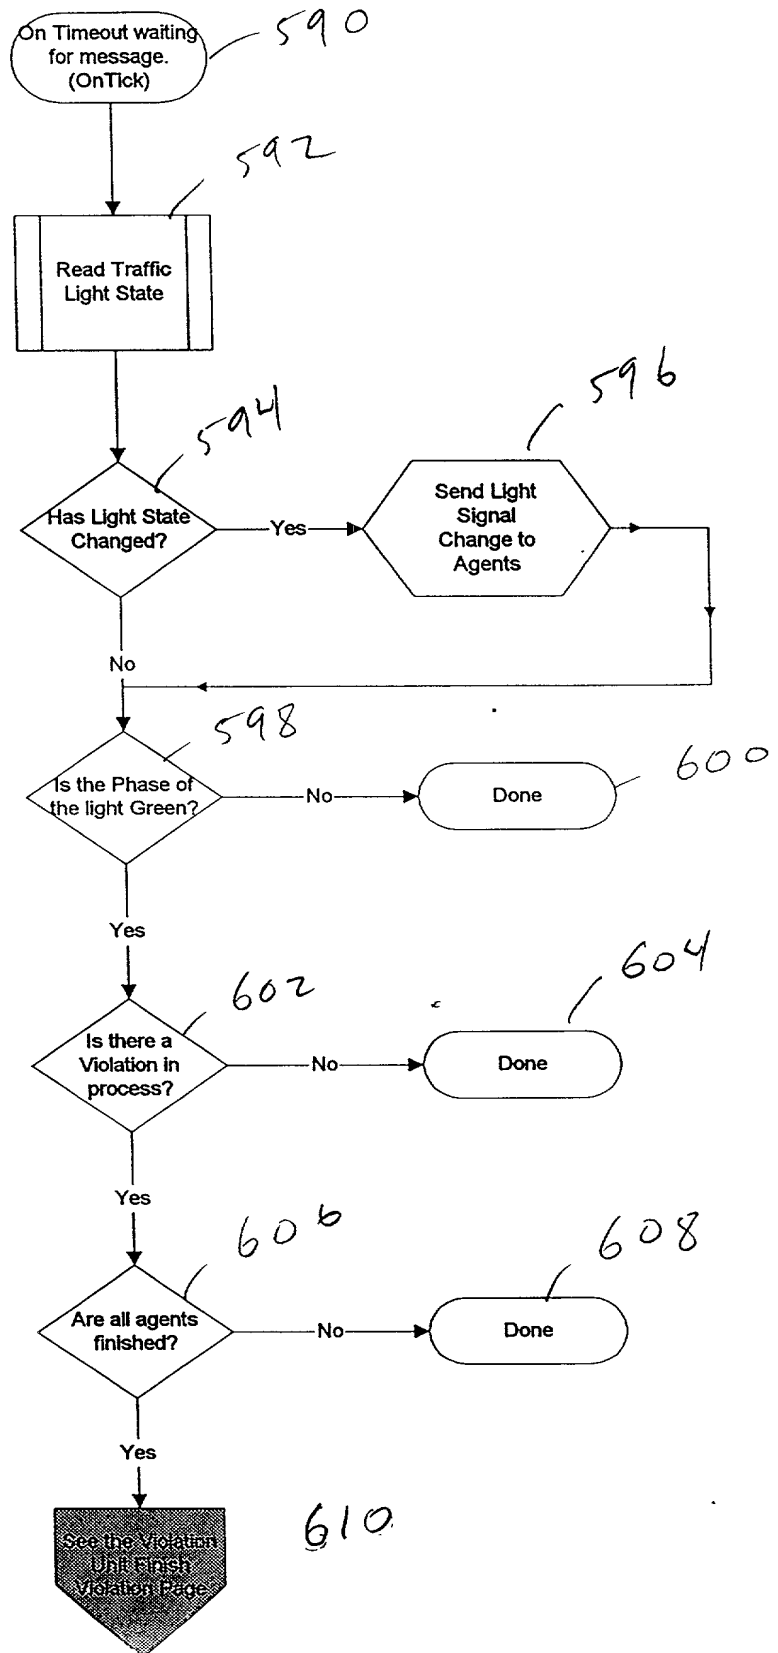 On Timeout waiting
for message.
(OnTick)
590
592
Read Traffic
Light State
594
596
Has Light State
Changed?
Yes
Send Light
Signal
Change to
Agents
No
598
Is the Phase of
the light Green?
No
Done
600
Yes
602
604
Is there a
Violation in
process?
No
Done
Yes
606
608
Are all agents
finished?
No
Done
Yes
610
See the Violation
Unit Finish
Violation Page